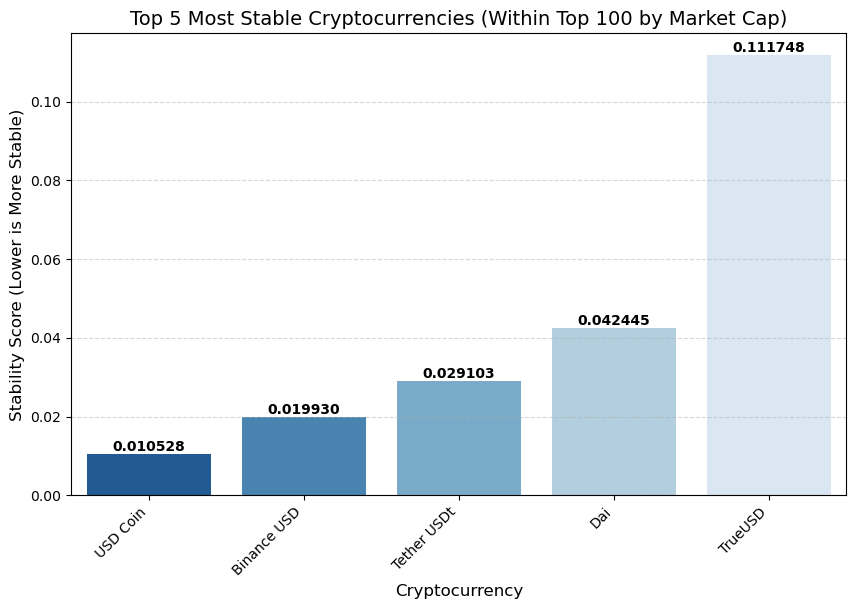 Top 5 Most Stable Cryptocurrencies (Within Top 100 by Market Cap)
Stability Score (Lower is More Stable)
0.10
0.08
0.06
0.04
0.02
0.00
0.010528
0.019930
0.029103
0.042445
0.111748
USD Coin
Binance USD
Tether USDt
Dai
TrueUSD
Cryptocurrency